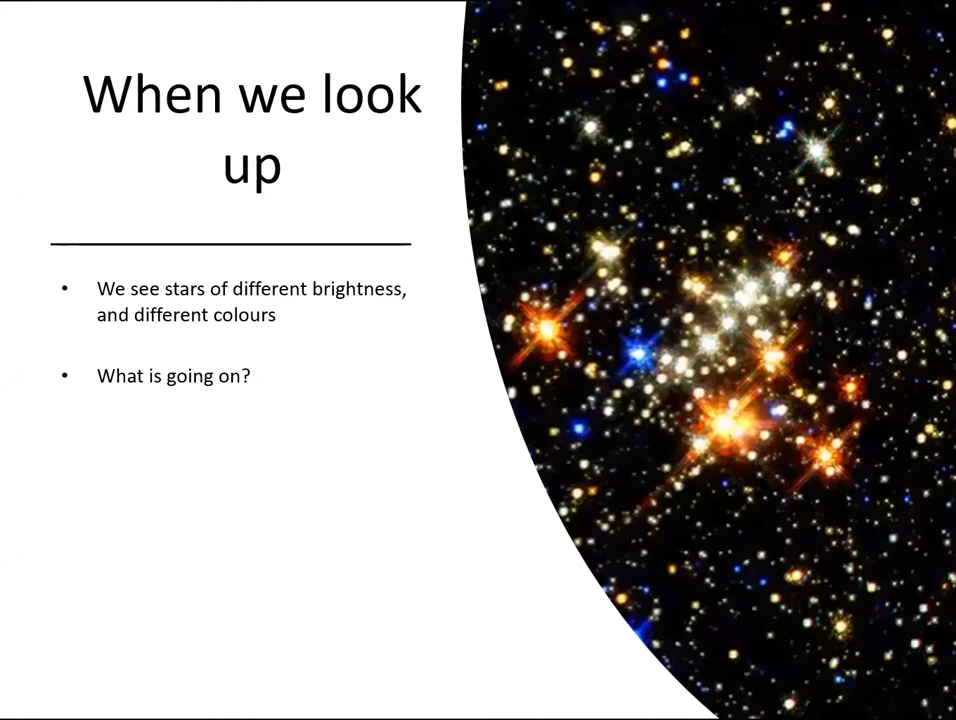 When we look
up
• We see stars of different brightness,
and different colours
• What is going on?